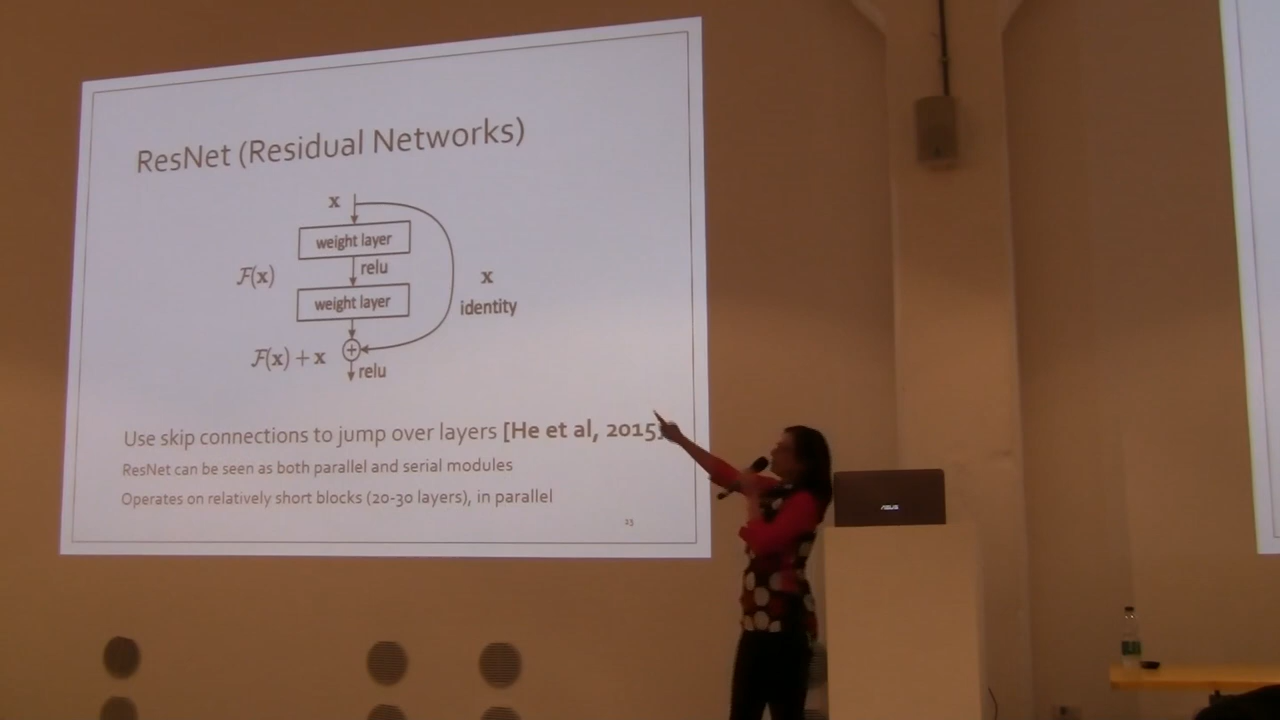 ResNet (Residual Networks)
x
weight layer
F(x)
relu
x
weight layer
identity
F(x) + x
+
relu
Use skip connections to jump over layers [He et al, 2015]
ResNet can be seen as both parallel and serial modules
Operates on relatively short blocks (20-30 layers), in parallel
23
ASUS